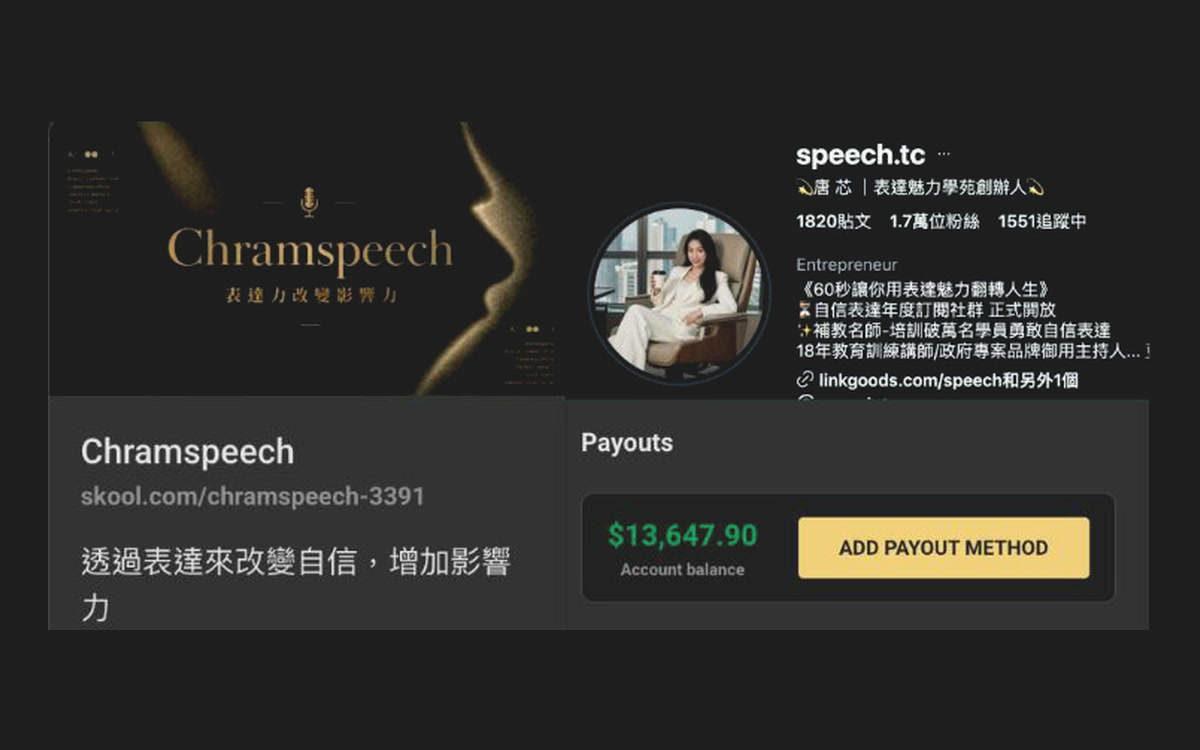 Chramspeech
表達力改變影響力
Chramspeech
skool.com/chramspeech-3391
透過表達來改變自信，增加影響
力
speech.tc ...
💫唐 芯 ｜表達魅力學苑創辦人💫
1820貼文 1.7萬位粉絲 1551追蹤中
Entrepreneur
《60秒讓你用表達魅力翻轉人生》
⏳自信表達年度訂閱社群 正式開放
✨補教名師-培訓破萬名學員勇敢自信表達
18年教育訓練講師/政府專案品牌御用主持人...
linkgoods.com/speech和另外1個
Payouts
$13,647.90
Account balance
ADD PAYOUT METHOD